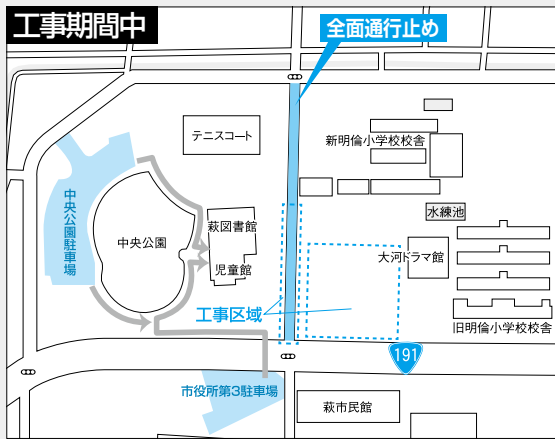 工事期間中
全面通行止め
テニスコート
新明倫小学校校舎
中央公園駐車場
水練池
萩図書館
中央公園
大河ドラマ館
児童館
工事区域
旧明倫小学校校舎
191
市役所第3駐車場
萩市民館